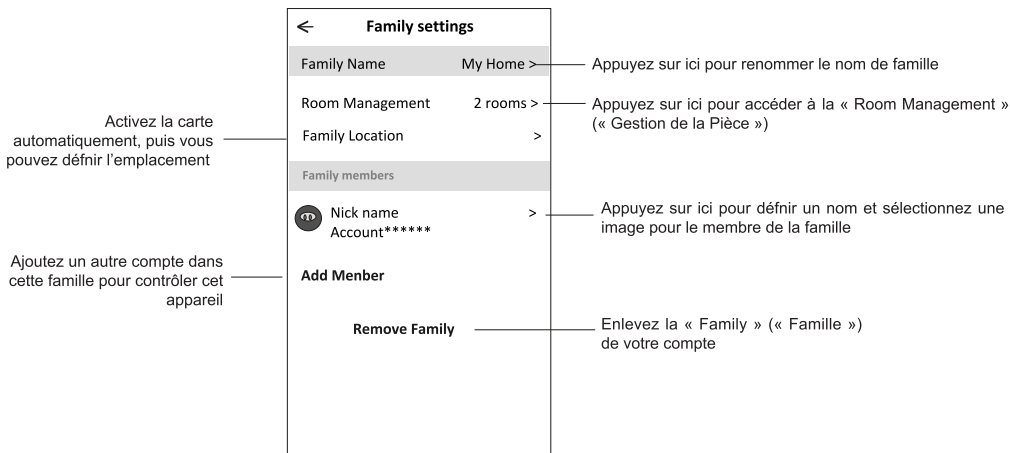 Family settings
Family Name My Home >
Appuyez sur ici pour renommer le nom de famille
Room Management 2 rooms >
Appuyez sur ici pour accéder à la « Room Management »
(« Gestion de la Pièce »)
Activez la carte
automatiquement, puis vous
pouvez défnir l’emplacement
Family Location >
Family members
Nick name >
Account******
Appuyez sur ici pour défnir un nom et sélectionnez une
image pour le membre de la famille
Ajoutez un autre compte dans
cette famille pour contrôler cet
appareil
Add Menber
Remove Family
Enlevez la « Family » (« Famille »)
de votre compte